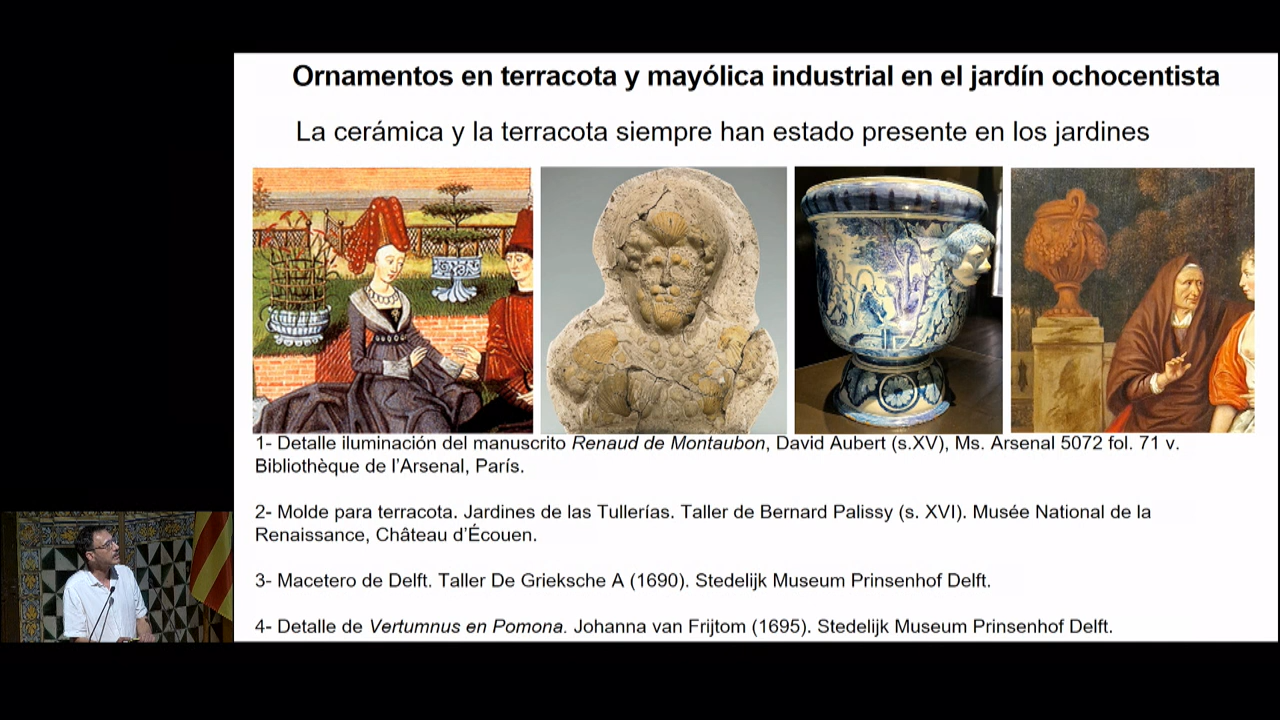 Ornamentos en terracota y mayólica industrial en el jardín ochocentista
La cerámica y la terracota siempre han estado presente en los jardines
1- Detalle iluminación del manuscrito Renaud de Montaubon, David Aubert (s.XV), Ms. Arsenal 5072 fol. 71 v.
Bibliothèque de l’Arsenal, París.
2- Molde para terracota. Jardines de las Tullerías. Taller de Bernard Palissy (s. XVI). Musée National de la
Renaissance, Château d’Écouen.
3- Macetero de Delft. Taller De Grieksche A (1690). Stedelijk Museum Prinsenhof Delft.
4- Detalle de Vertumnus en Pomona. Johanna van Frijtom (1695). Stedelijk Museum Prinsenhof Delft.